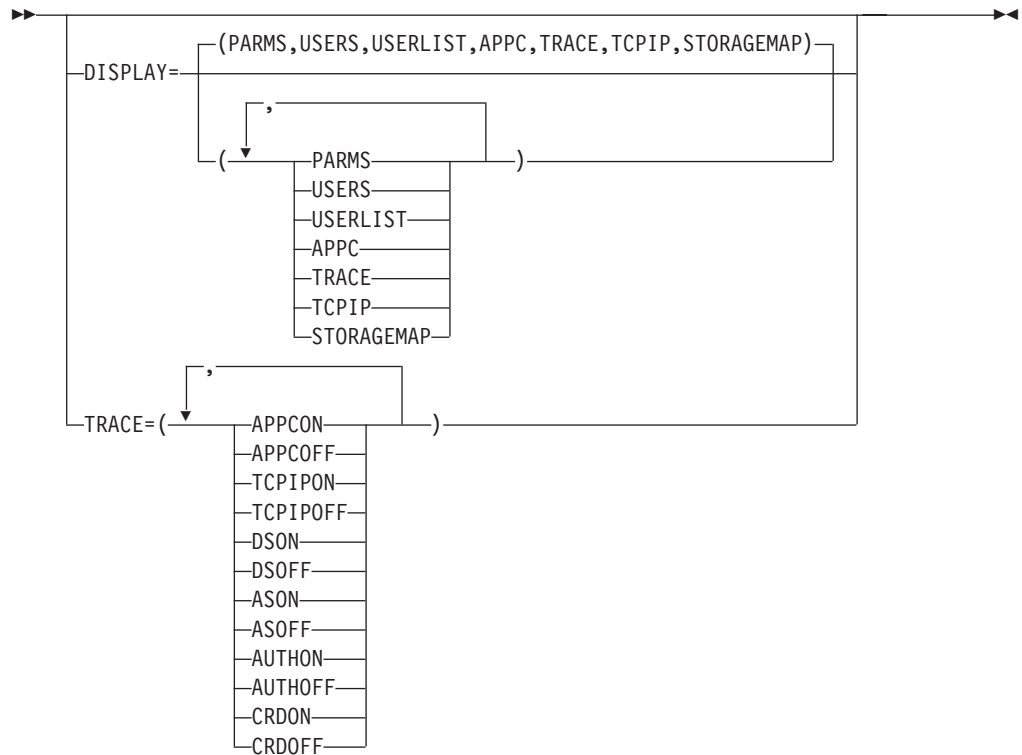 (PARMS,USERS,USERLIST,APPC,TRACE,TCPIP,STORAGEMAP)
DISPLAY=
,
( PARMS )
USERS
USERLIST
APPC
TRACE
TCPIP
STORAGEMAP
,
TRACE=( APPCON )
APPCOFF
TCPIPON
TCPIPOFF
DSON
DSOFF
ASON
ASOFF
AUTHON
AUTHOFF
CRDON
CRDOFF